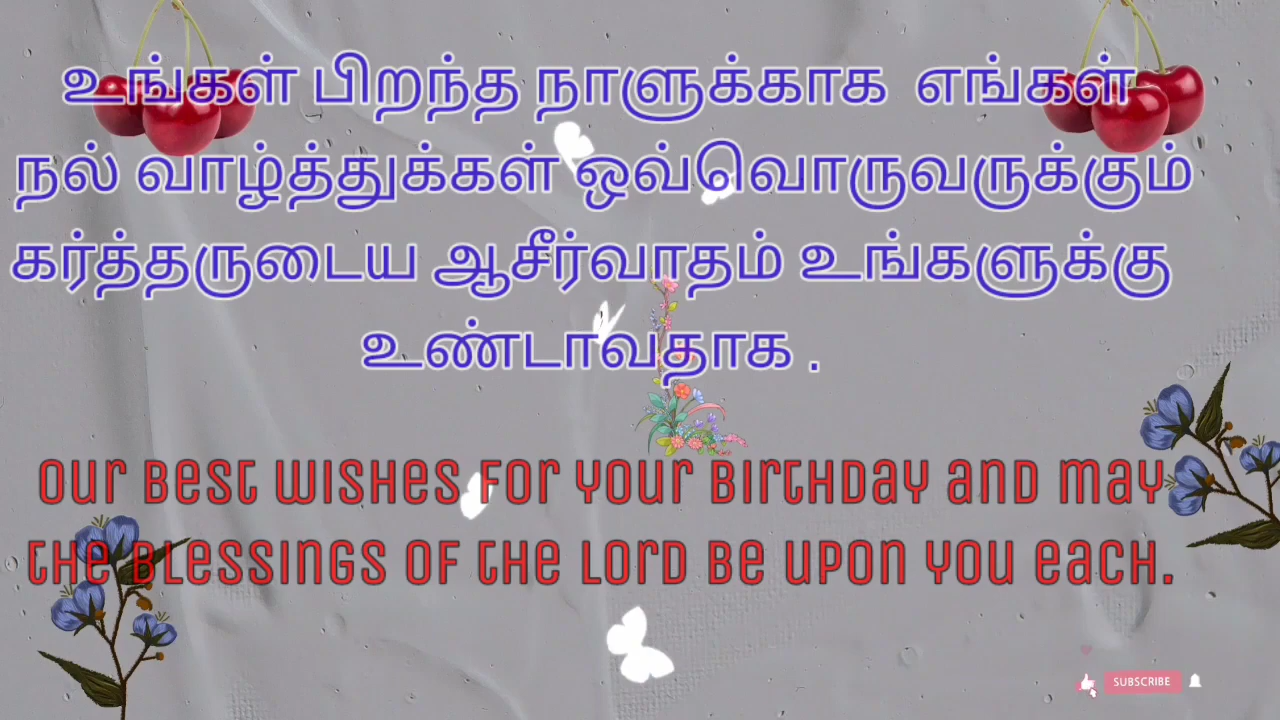 உங்கள் பிறந்த நாளுக்காக எங்கள்
நல் வாழ்த்துக்கள் ஒவ்வொருவருக்கும்
கர்த்தருடைய ஆசீர்வாதம் உங்களுக்கு
உண்டாவதாக .
Our Best wishes for your Birthday and may
the Blessings of the Lord Be upon you each.
SUBSCRIBE